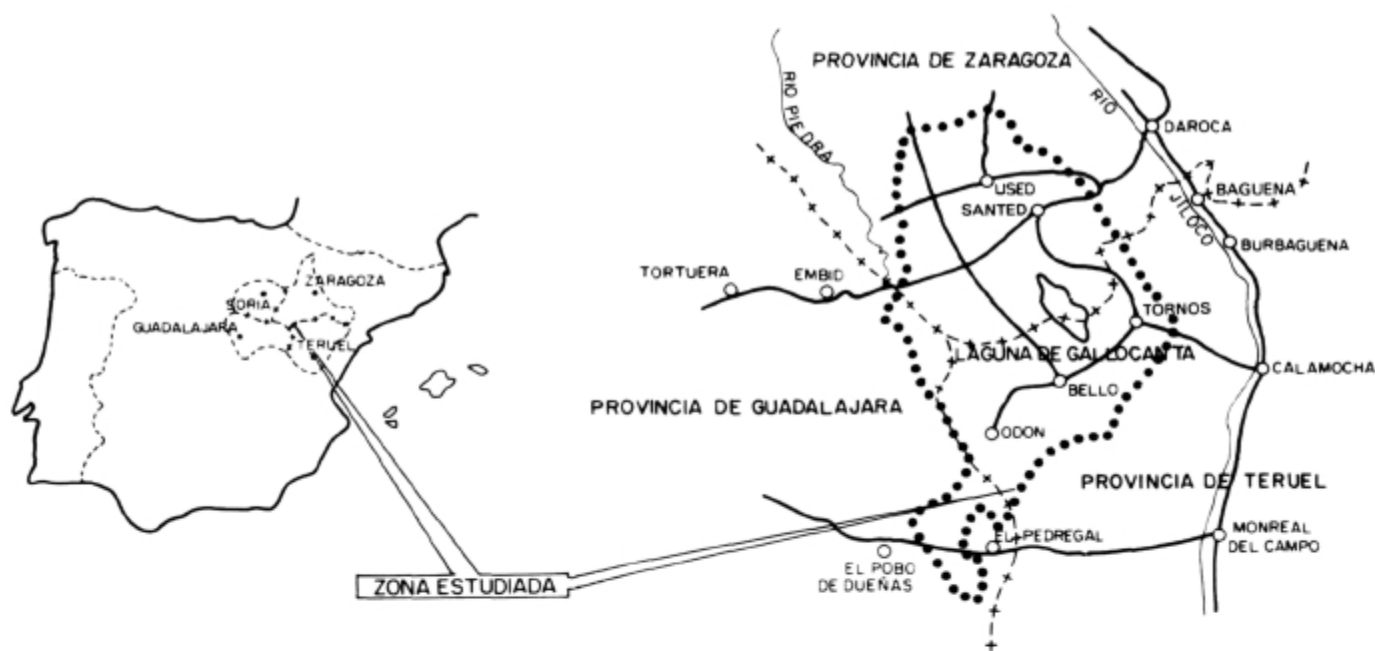 ZARAGOZA
SORIA
GUADALAJARA
TERUEL
ZONA ESTUDIADA
PROVINCIA DE ZARAGOZA
RIO PIEDRA
RIO
JILOCO
DAROCA
USED
BAGUENA
SANTED
BURBAGUENA
TORTUERA
EMBID
TORNOS
LAGUNA DE GALLOCANTA
CALAMOCHA
BELLO
PROVINCIA DE GUADALAJARA
ODON
PROVINCIA DE TERUEL
EL PEDREGAL
MONREAL
DEL CAMPO
EL POBO
DE DUEÑAS